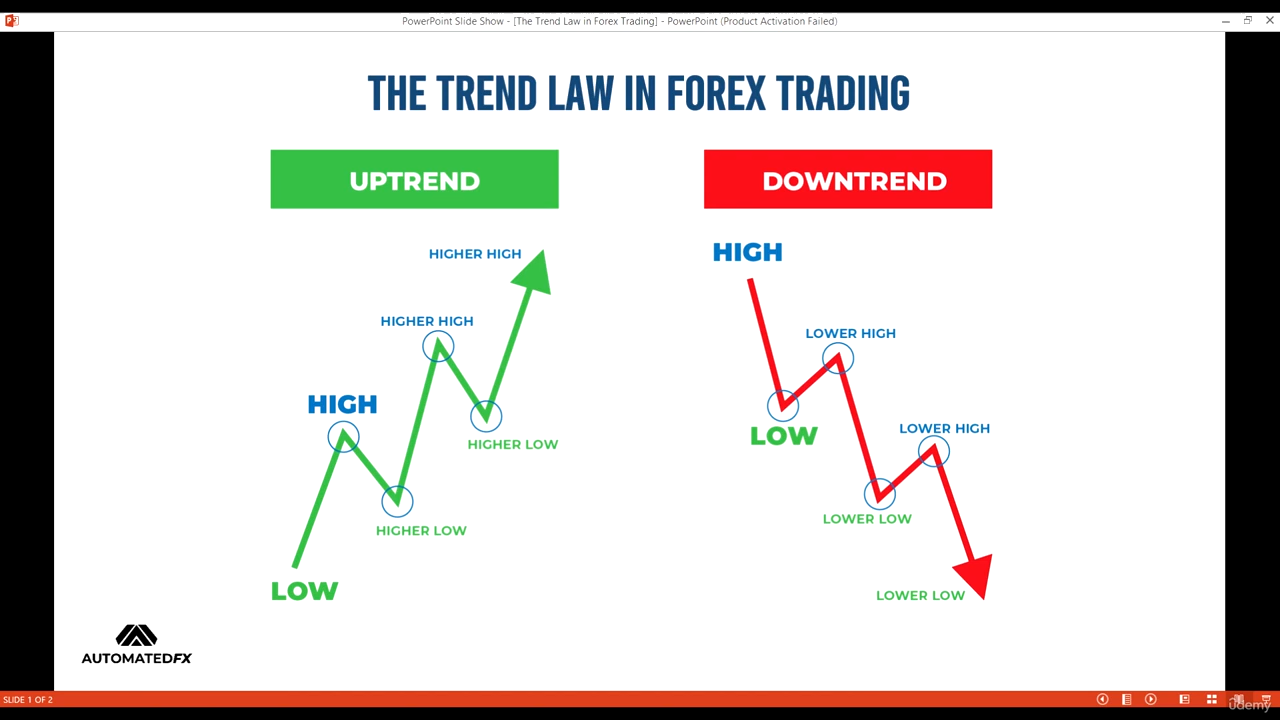 PowerPoint Slide Show - [The Trend Law in Forex Trading] - PowerPoint (Product Activation Failed)
THE TREND LAW IN FOREX TRADING
UPTREND
HIGHER HIGH
HIGHER HIGH
HIGH
HIGHER LOW
HIGHER LOW
LOW
DOWNTREND
HIGH
LOWER HIGH
LOW
LOWER HIGH
LOWER LOW
LOWER LOW
AUTOMATEDFX
SLIDE 1 OF 2
udemy